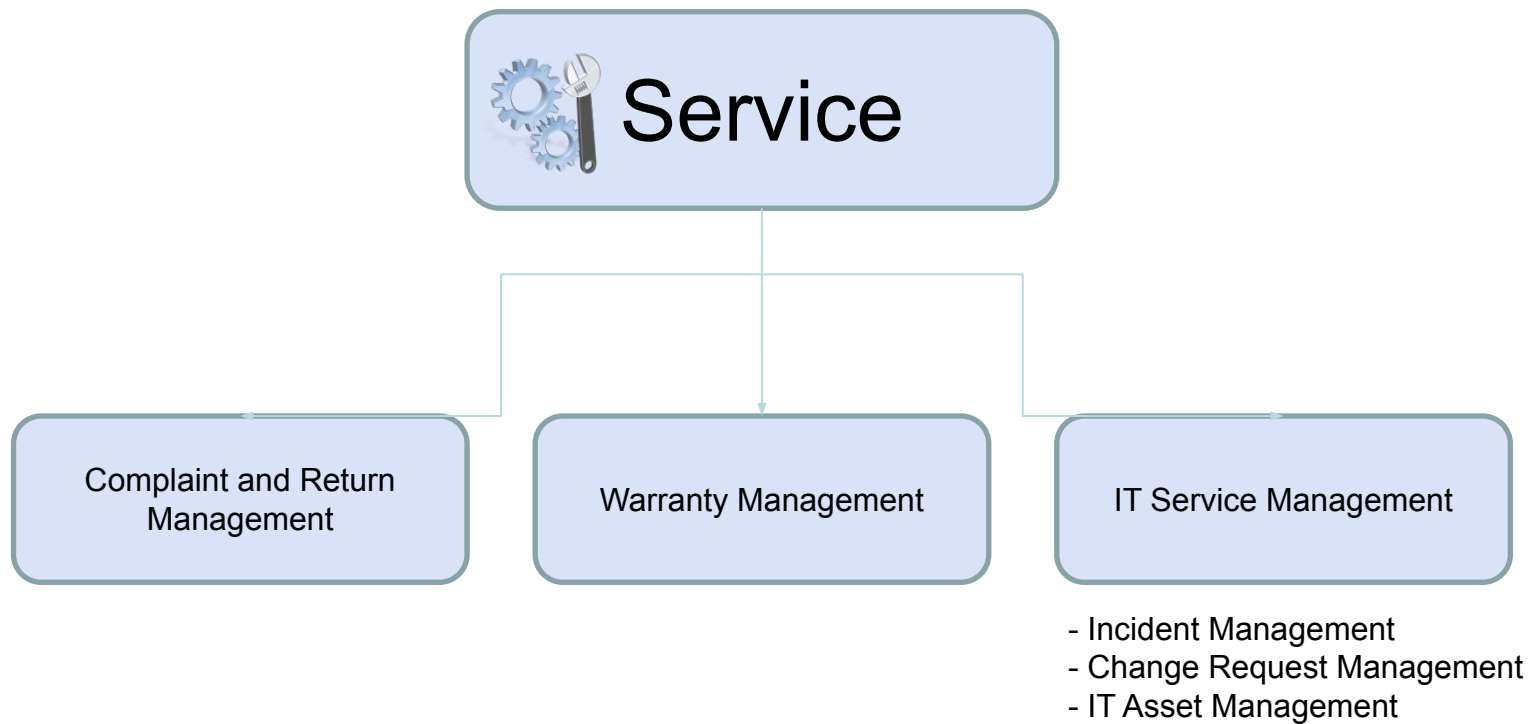 Service
Complaint and Return
Management
Warranty Management
IT Service Management
- Incident Management
- Change Request Management
- IT Asset Management